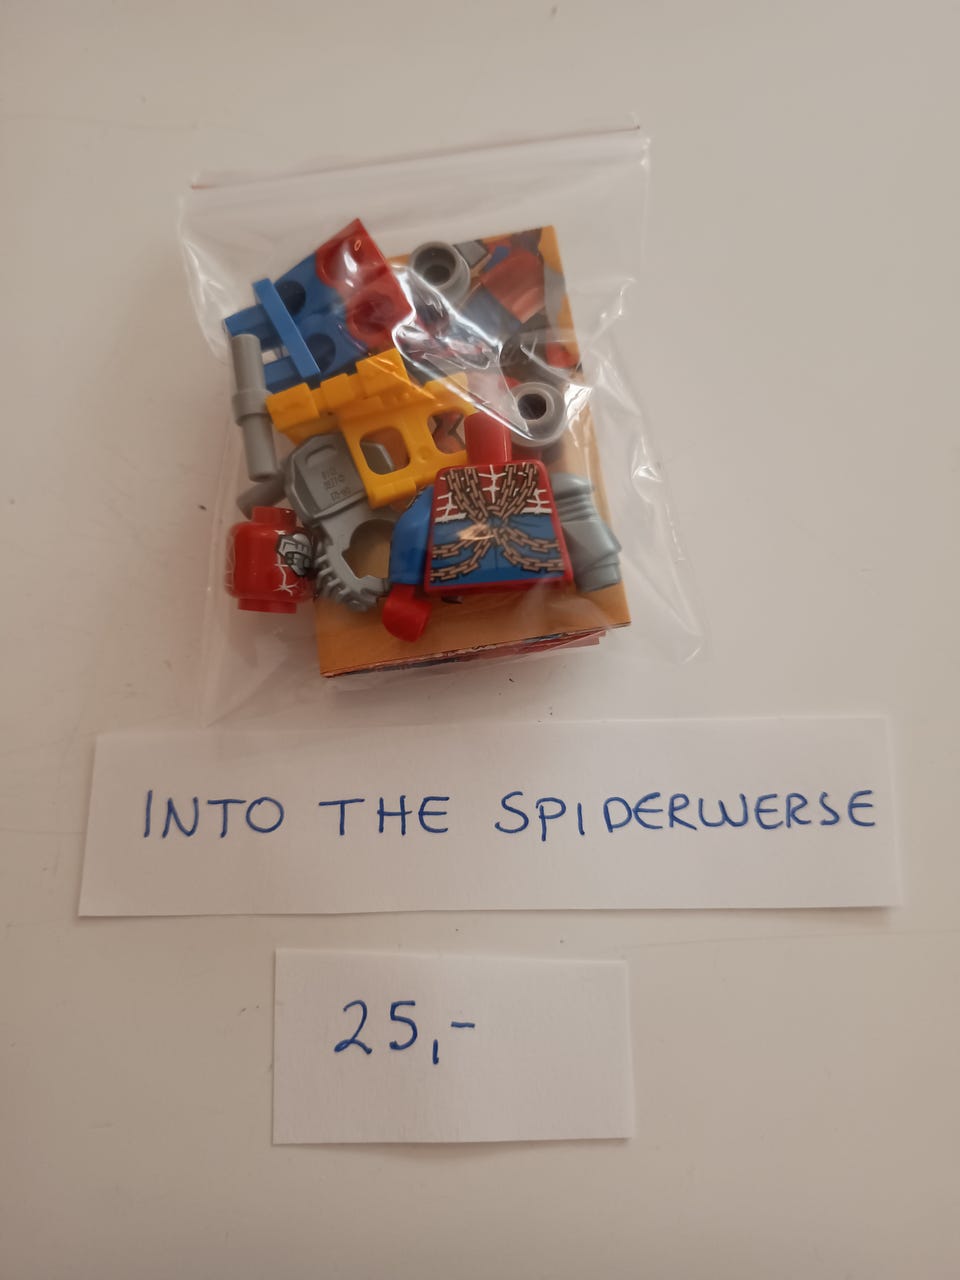 INTO THE SPIDERWERSE
25,-